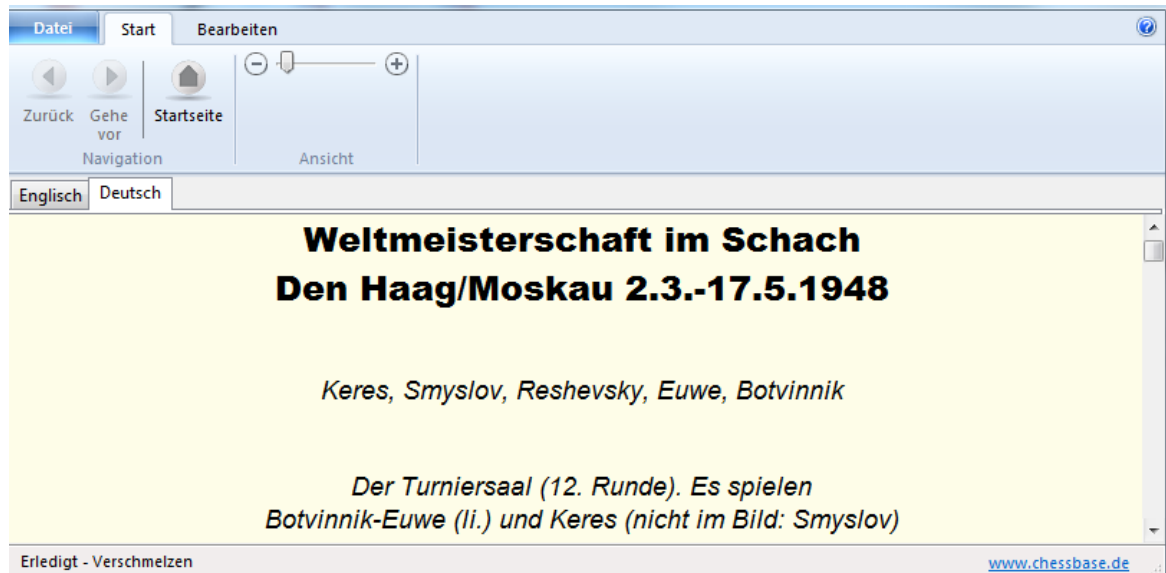 Datei Start Bearbeiten
Zurück Gehe vor Startseite
Navigation Ansicht
Englisch Deutsch
Weltmeisterschaft im Schach
Den Haag/Moskau 2.3.-17.5.1948
Keres, Smyslov, Reshevsky, Euwe, Botvinnik
Der Turniersaal (12. Runde). Es spielen
Botvinnik-Euwe (li.) und Keres (nicht im Bild: Smyslov)
Erledigt - Verschmelzen www.chessbase.de